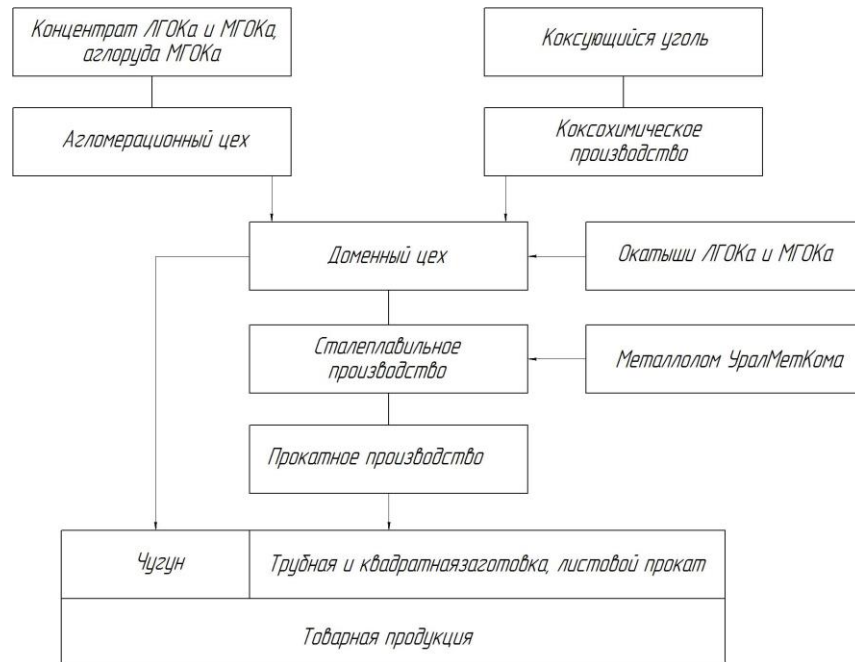 Концентрат ЛГОКа и МГОКа,
аглоруда МГОКа
Коксующийся уголь
Агломерационный цех
Коксохимическое
производство
Доменный цех
Окатыши ЛГОКа и МГОКа
Сталеплавильное
производство
Металлолом УралМетКома
Прокатное производство
Чугун
Трубная и квадратнаязаготовка, листовой прокат
Товарная продукция